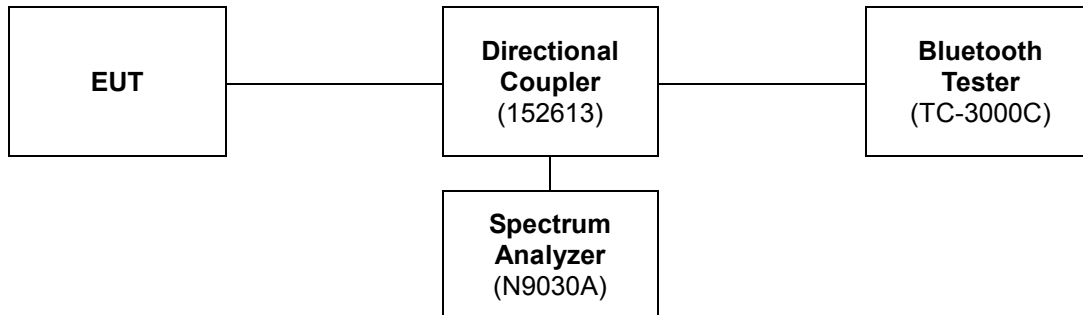 EUT
Directional
Coupler
(152613)
Bluetooth
Tester
(TC-3000C)
Spectrum
Analyzer
(N9030A)